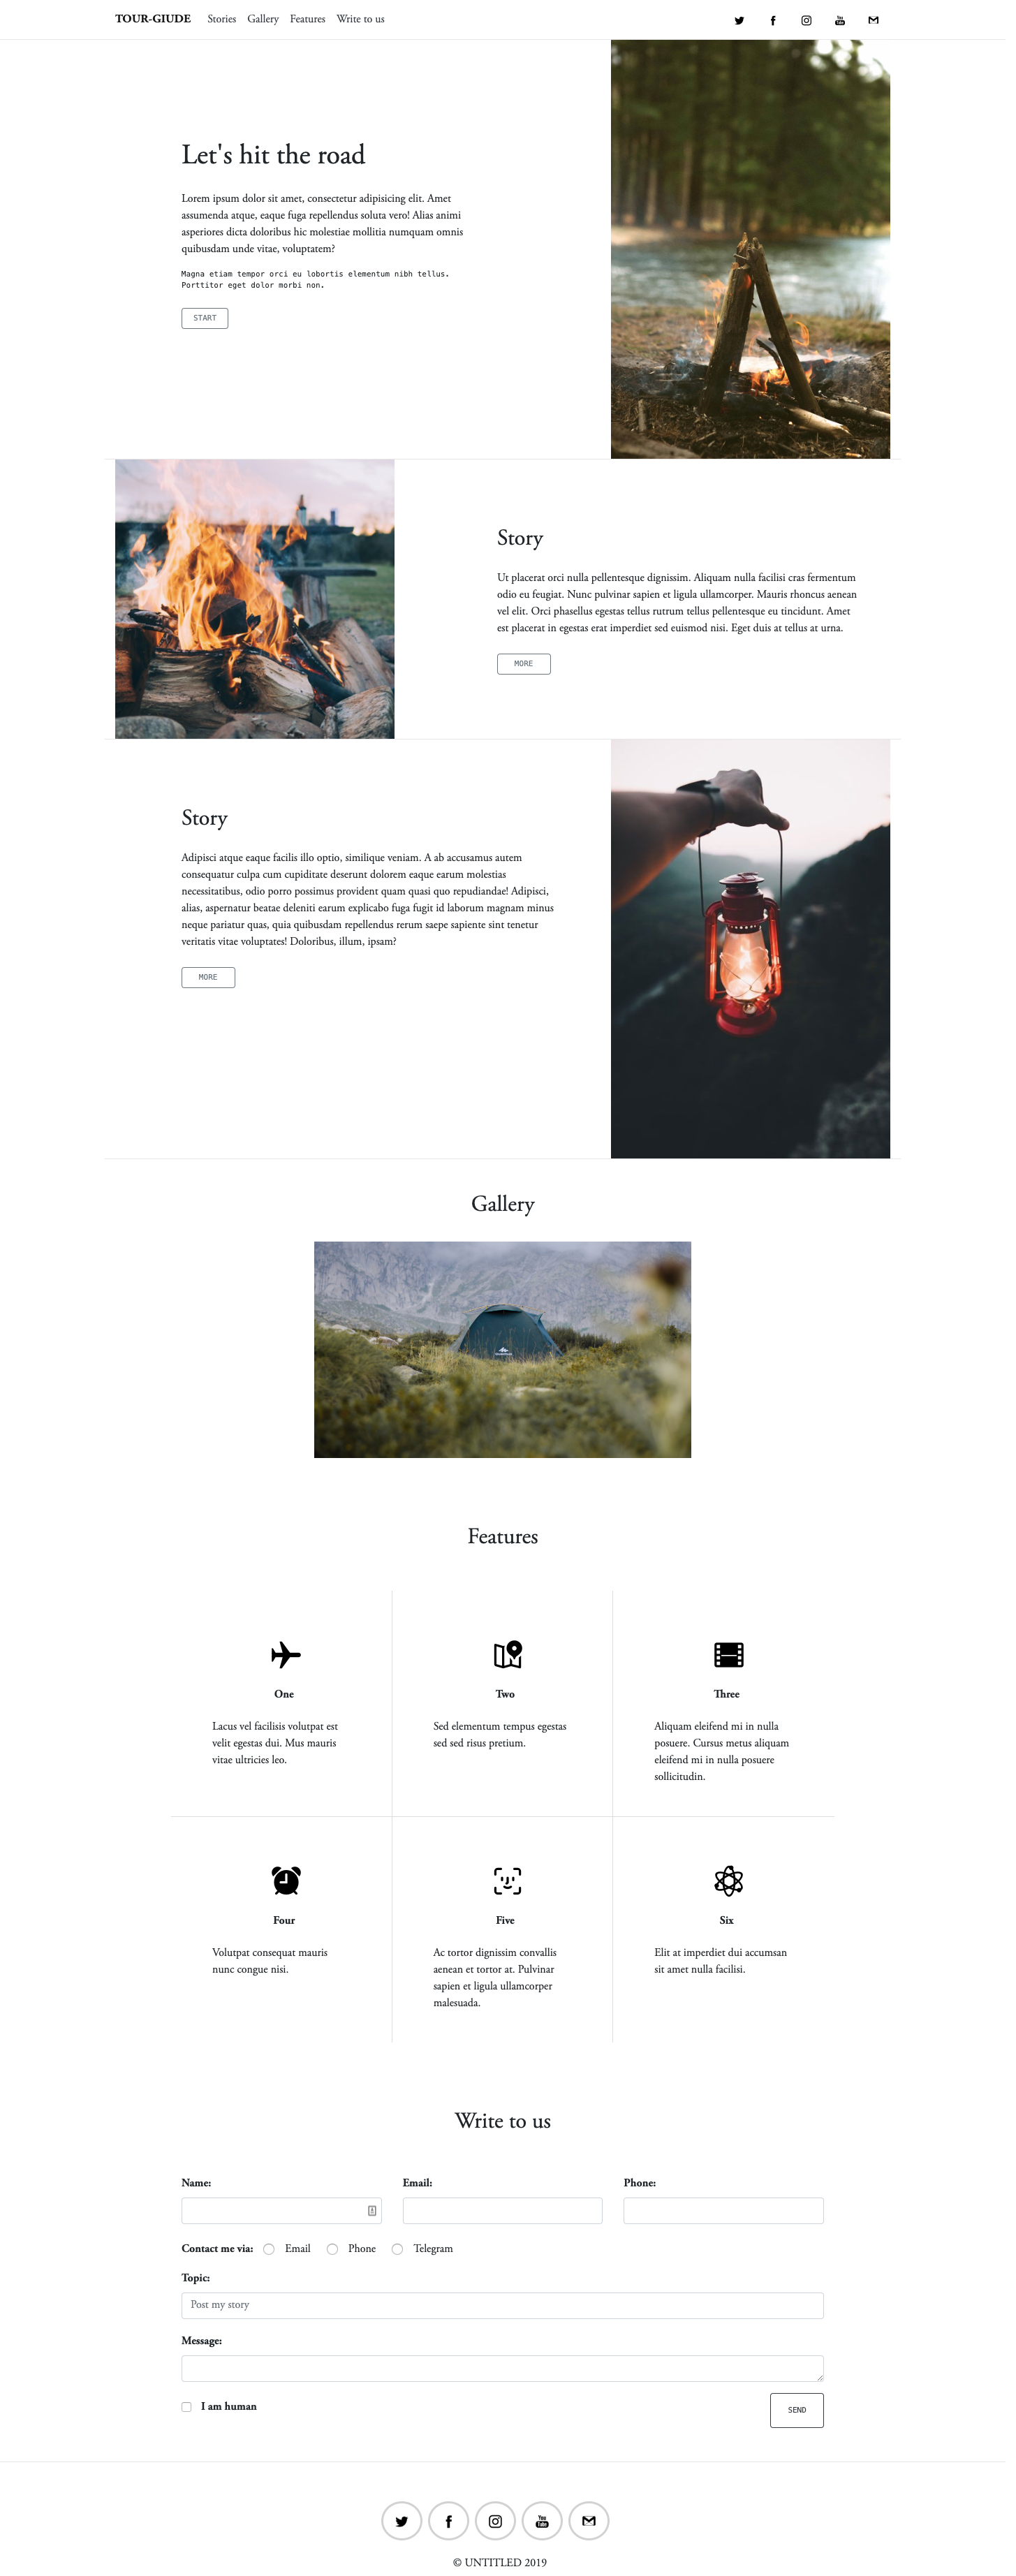 TOUR-GIUDE Stories Gallery Features Write to us
Let's hit the road
Lorem ipsum dolor sit amet, consectetur adipisicing elit. Amet
assumenda atque, eaque fuga repellendus soluta vero! Alias animi
asperiores dicta doloribus hic molestiae mollitia numquam omnis
quibusdam unde vitae, voluptatem?
Magna etiam tempor orci eu lobortis elementum nibh tellus.
Porttitor eget dolor morbi non.
START
Story
Ut placerat orci nulla pellentesque dignissim. Aliquam nulla facilisi cras fermentum
odio eu feugiat. Nunc pulvinar sapien et ligula ullamcorper. Mauris rhoncus aenean
vel elit. Orci phasellus egestas tellus rutrum tellus pellentesque eu tincidunt. Amet
est placerat in egestas erat imperdiet sed euismod nisi. Eget duis at tellus at urna.
MORE
Story
Adipisci atque eaque facilis illo optio, similique veniam. A ab accusamus autem
consequatur culpa cum cupiditate deserunt dolorem eaque earum molestias
necessitatibus, odio porro possimus provident quam quasi quo repudiandae! Adipisci,
alias, aspernatur beatae deleniti earum explicabo fuga fugit id laborum magnam minus
neque pariatur quas, quia quibusdam repellendus rerum saepe sapiente sint tenetur,
veritatis vitae voluptates! Doloribus, illum, ipsam?
MORE
Gallery
Features
One
Lacus vel facilisis volutpat est
velit egestas dui. Mus mauris
vitae ultricies leo.
Two
Sed elementum tempus egestas
sed sed risus pretium.
Three
Aliquam eleifend mi in nulla
posuere. Cursus metus aliquam
eleifend mi in nulla posuere
sollicitudin.
Four
Volutpat consequat mauris
nunc congue nisi.
Five
Ac tortor dignissim convallis
aenean et tortor at. Pulvinar
sapien et ligula ullamcorper
malesuada.
Six
Elit at imperdiet dui accumsan
sit amet nulla facilisi.
Write to us
Name: Email: Phone:
Contact me via: Email Phone Telegram
Topic:
Post my story
Message:
I am human
SEND
You Tube
© UNTITLED 2019